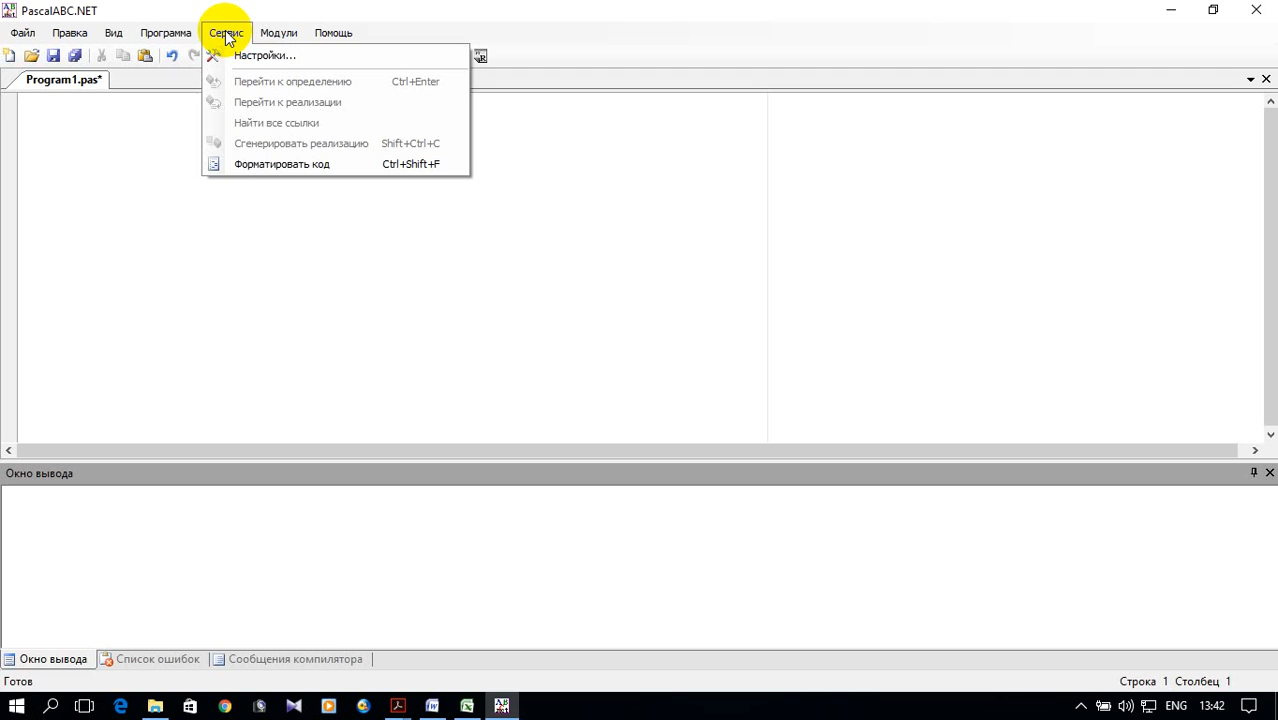 PascalABC.NET
Файл Правка Вид Программа Сервис Модули Помощь
Настройки...
Program1.pas*
Перейти к определению Ctrl+Enter
Перейти к реализации
Найти все ссылки
Сгенерировать реализацию Shift+Ctrl+C
Форматировать код Ctrl+Shift+F
Окно вывода
Окно вывода Список ошибок Сообщения компилятора
Готов Строка 1 Столбец 1
ENG 13:42